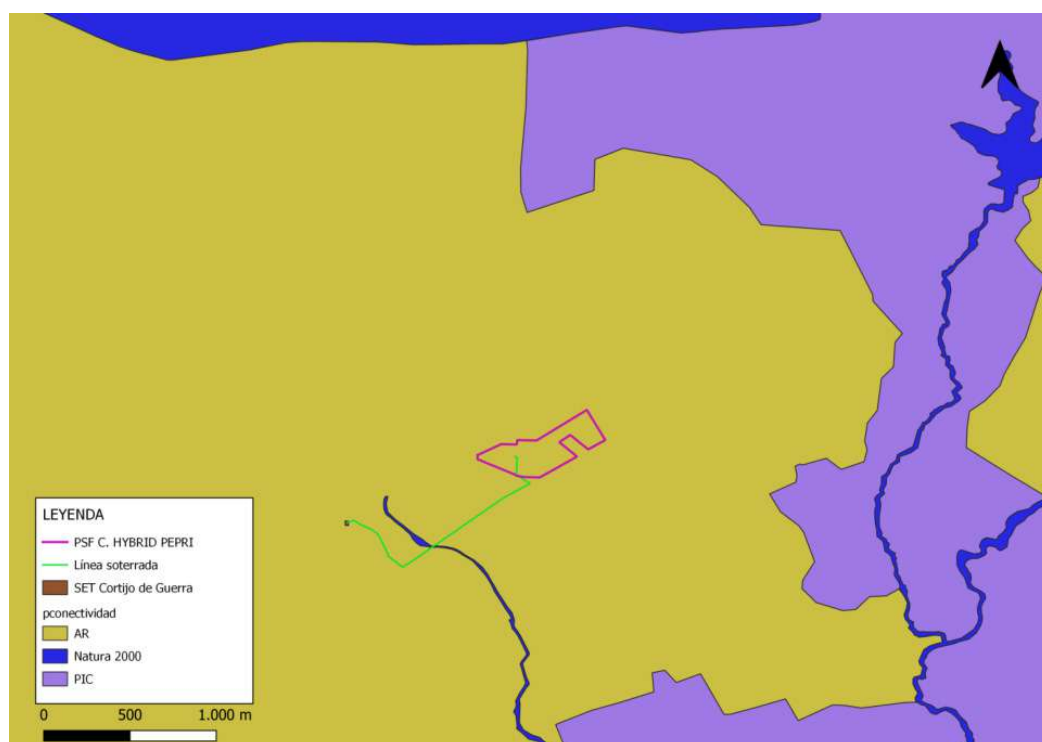 LEYENDA
PSF C. HYBRID PEPRI
Línea soterrada
SET Cortijo de Guerra
pconectividad
AR
Natura 2000
PIC
0 500 1.000 m